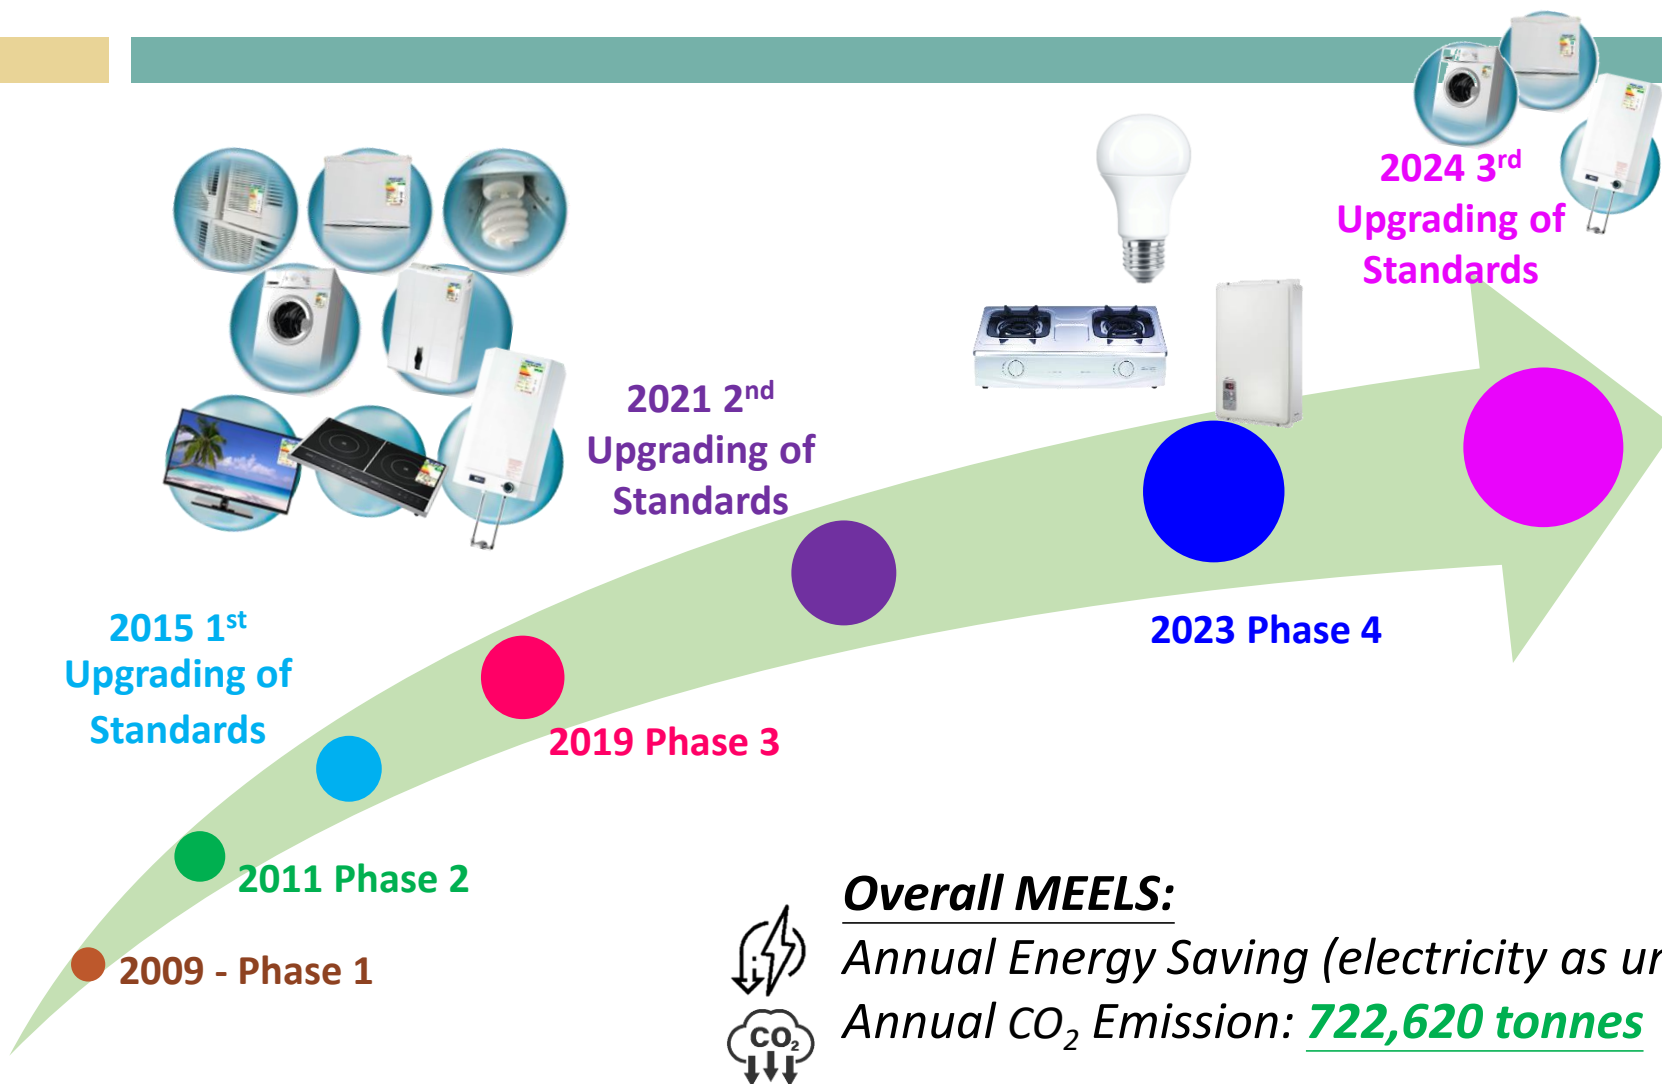 2024 3rd
Upgrading of
Standards
2021 2nd
Upgrading of
Standards
2023 Phase 4
2015 1st
Upgrading of
Standards
2019 Phase 3
2011 Phase 2
2009 - Phase 1
Overall MEELS:
Annual Energy Saving (electricity as
Annual CO2 Emission: 722,620 tonnes
CO2